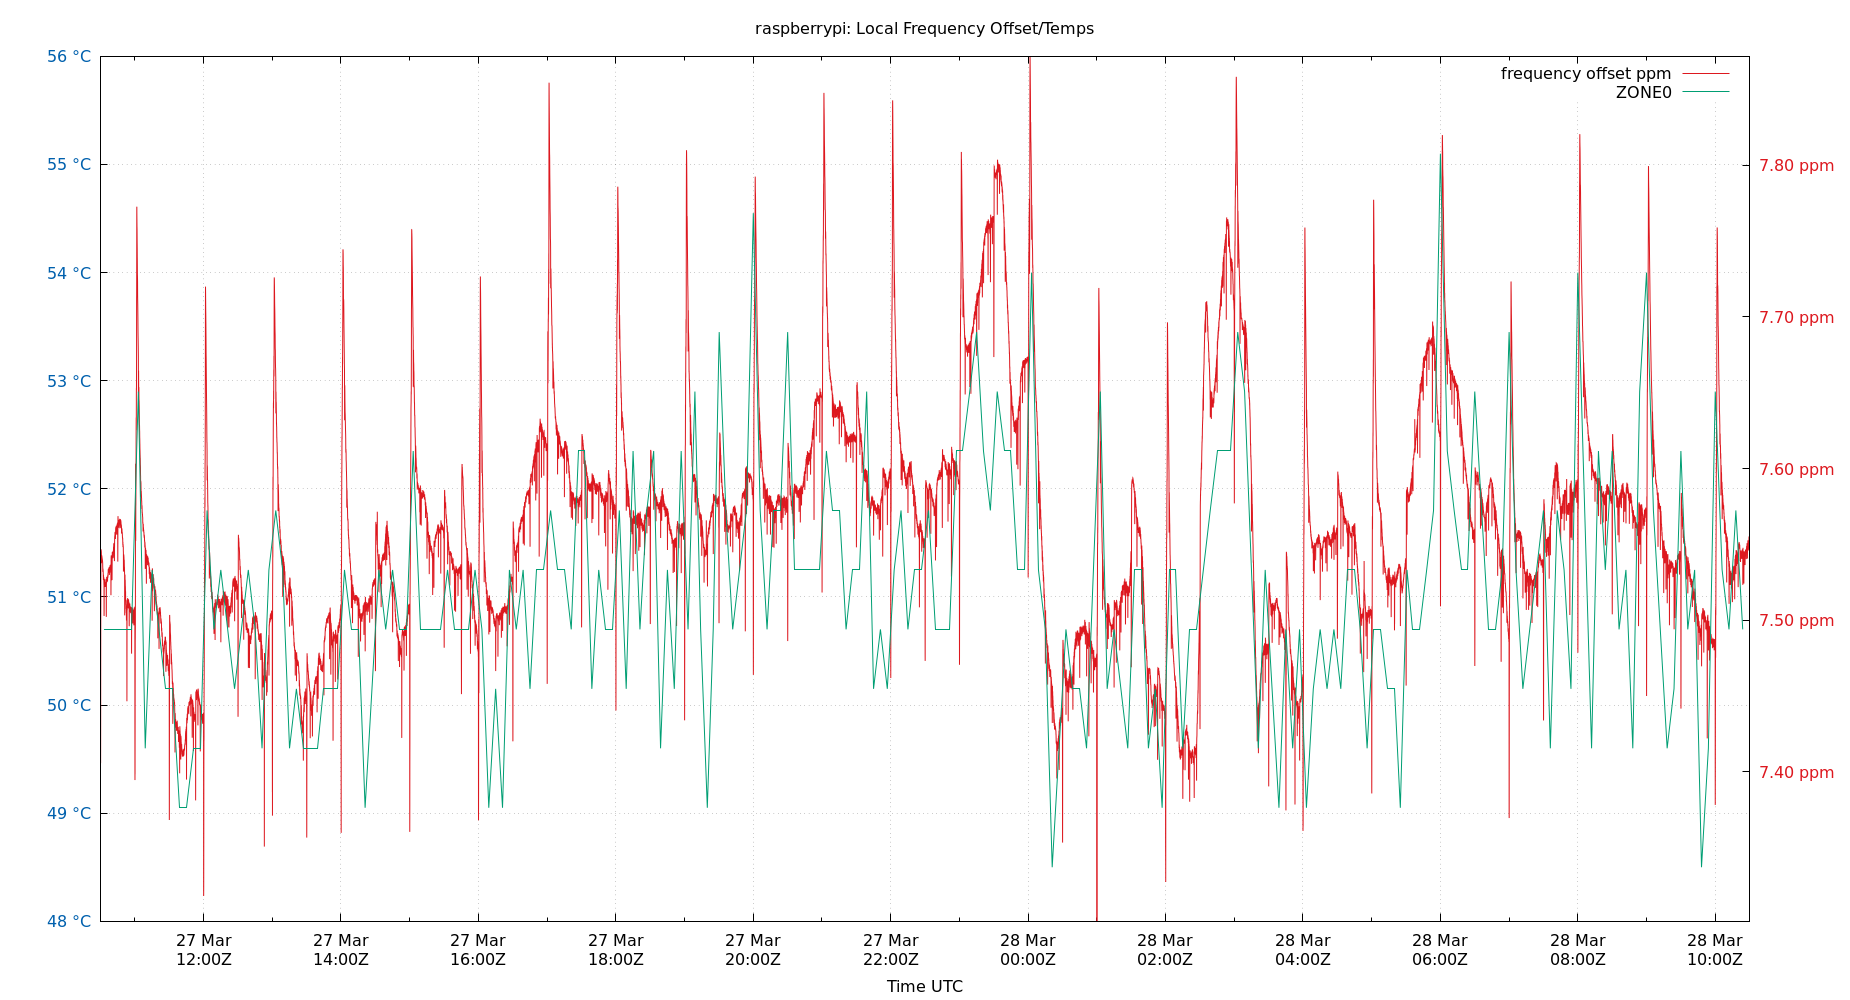 raspberrypi: Local Frequency Offset/Temps
56 °C
55 °C
54 °C
53 °C
52 °C
51 °C
50 °C
49 °C
48 °C
frequency offset ppm
ZONE0
7.80 ppm
7.70 ppm
7.60 ppm
7.50 ppm
7.40 ppm
27 Mar
12:00Z
27 Mar
14:00Z
27 Mar
16:00Z
27 Mar
18:00Z
27 Mar
20:00Z
27 Mar
22:00Z
28 Mar
00:00Z
28 Mar
02:00Z
28 Mar
04:00Z
28 Mar
06:00Z
28 Mar
08:00Z
28 Mar
10:00Z
Time UTC